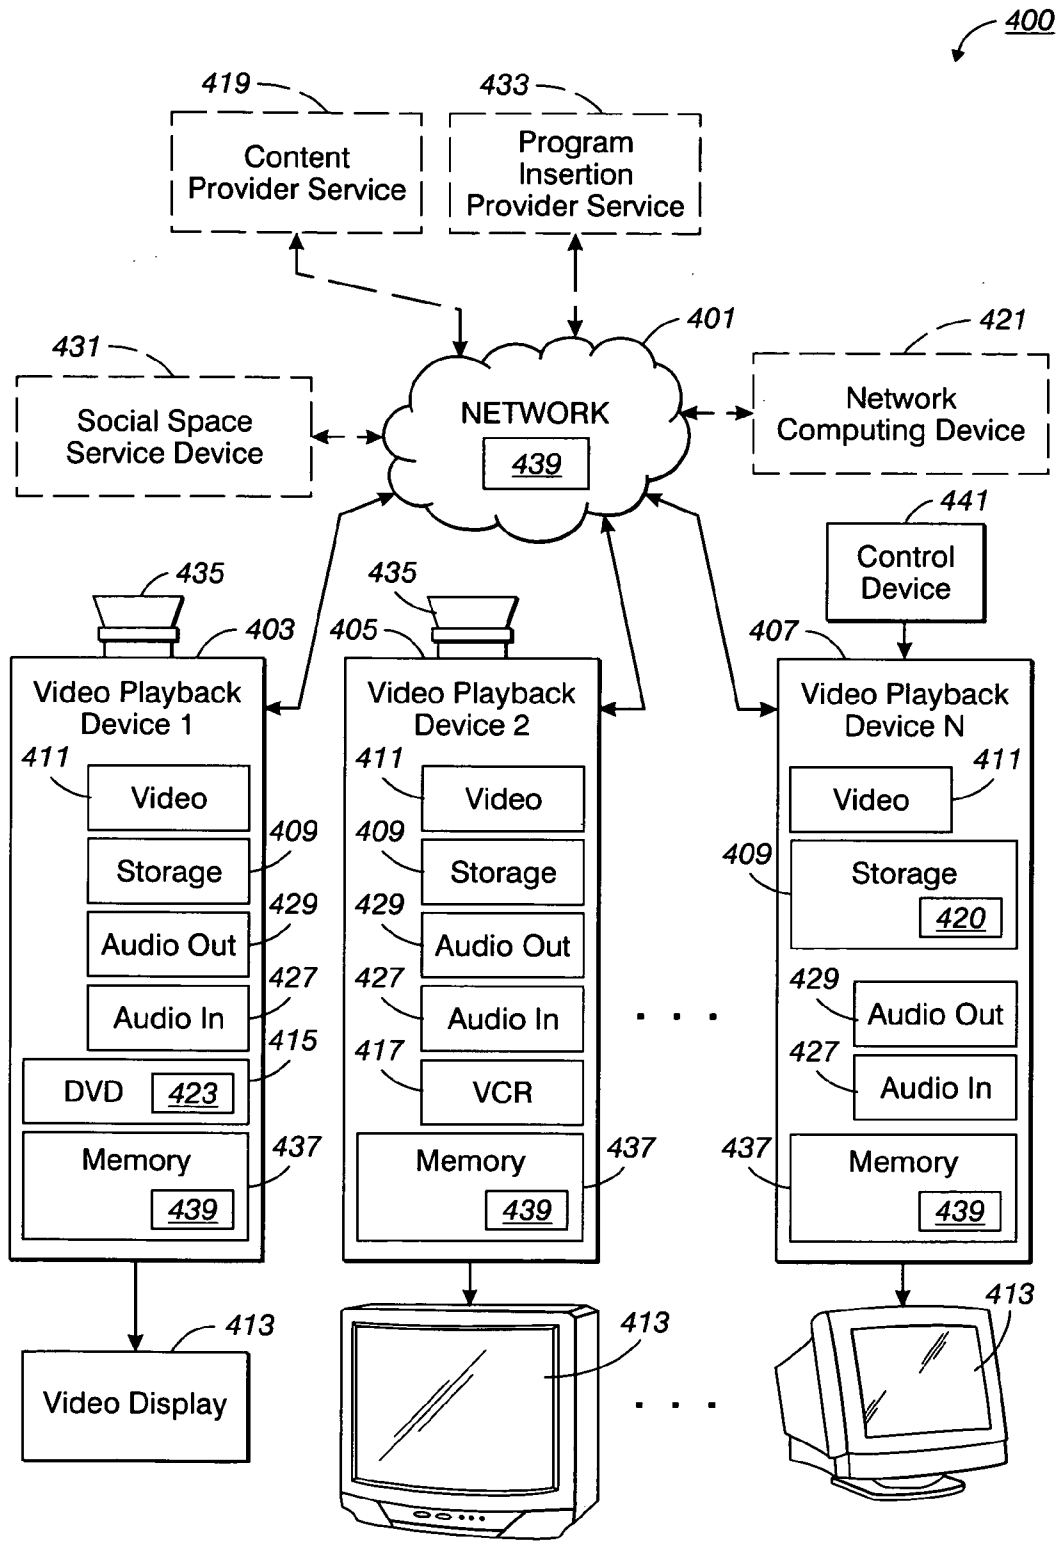 400
419
433
Content
Provider Service
Program
Insertion
Provider Service
401
421
431
Social Space
Service Device
NETWORK
439
Network
Computing Device
441
Control
Device
435
435
403
405
407
Video Playback
Device 1
411
Video
409
Storage
429
Audio Out
427
Audio In
415
DVD
423
437
Memory
439
Video Playback
Device 2
411
Video
409
Storage
429
Audio Out
427
Audio In
417
VCR
437
Memory
439
. . .
Video Playback
Device N
411
Video
409
Storage
420
429
Audio Out
427
Audio In
437
Memory
439
413
Video Display
413
. . .
413